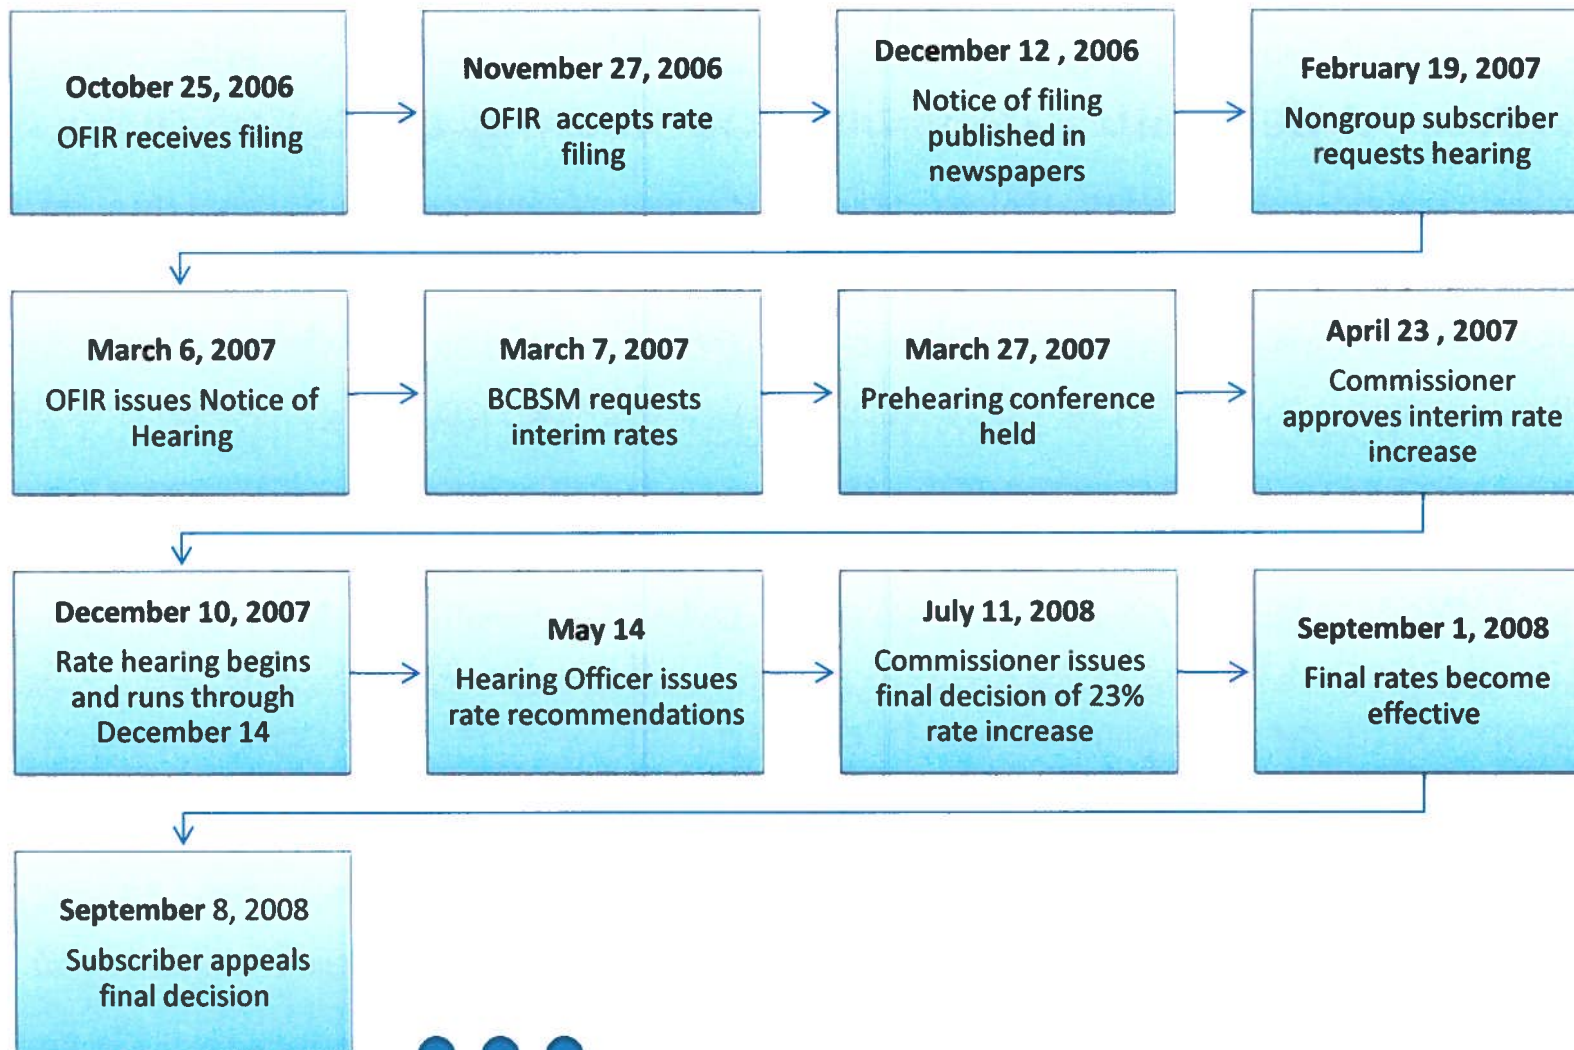 October 25, 2006
OFIR receives filing
November 27, 2006
OFIR accepts rate
filing
December 12 , 2006
Notice of filing
published in
newspapers
February 19, 2007
Nongroup subscriber
requests hearing
March 6, 2007
OFIR issues Notice of
Hearing
March 7, 2007
BCBSM requests
interim rates
March 27, 2007
Prehearing conference
held
April 23 , 2007
Commissioner
approves interim rate
increase
December 10, 2007
Rate hearing begins
and runs through
December 14
May 14
Hearing Officer issues
rate recommendations
July 11, 2008
Commissioner issues
final decision of 23%
rate increase
September 1, 2008
Final rates become
effective
September 8, 2008
Subscriber appeals
final decision